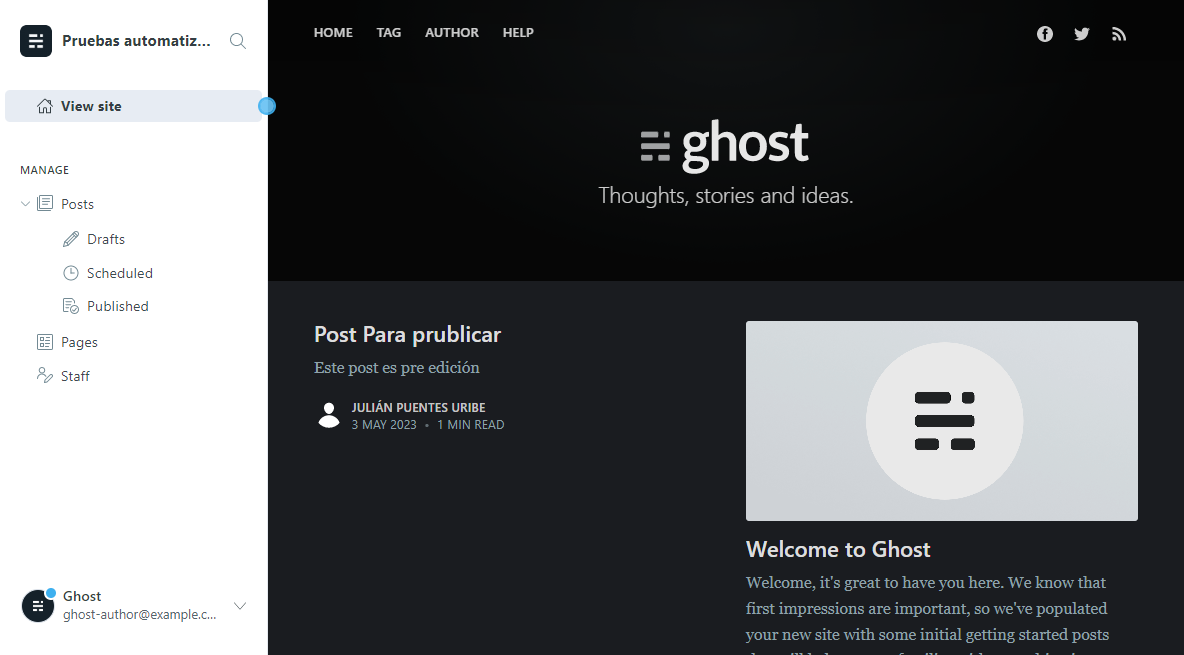 Pruebas automatiz...
View site
MANAGE
Posts
Drafts
Scheduled
Published
Pages
Staff
Ghost
ghost-author@example.c...
HOME TAG AUTHOR HELP
ghost
Thoughts, stories and ideas.
Post Para prublicar
Este post es pre edición
JULIÁN PUENTES URIBE
3 MAY 2023 • 1 MIN READ
Welcome to Ghost
Welcome, it's great to have you here. We know that
first impressions are important, so we've populated
your new site with some initial getting started posts